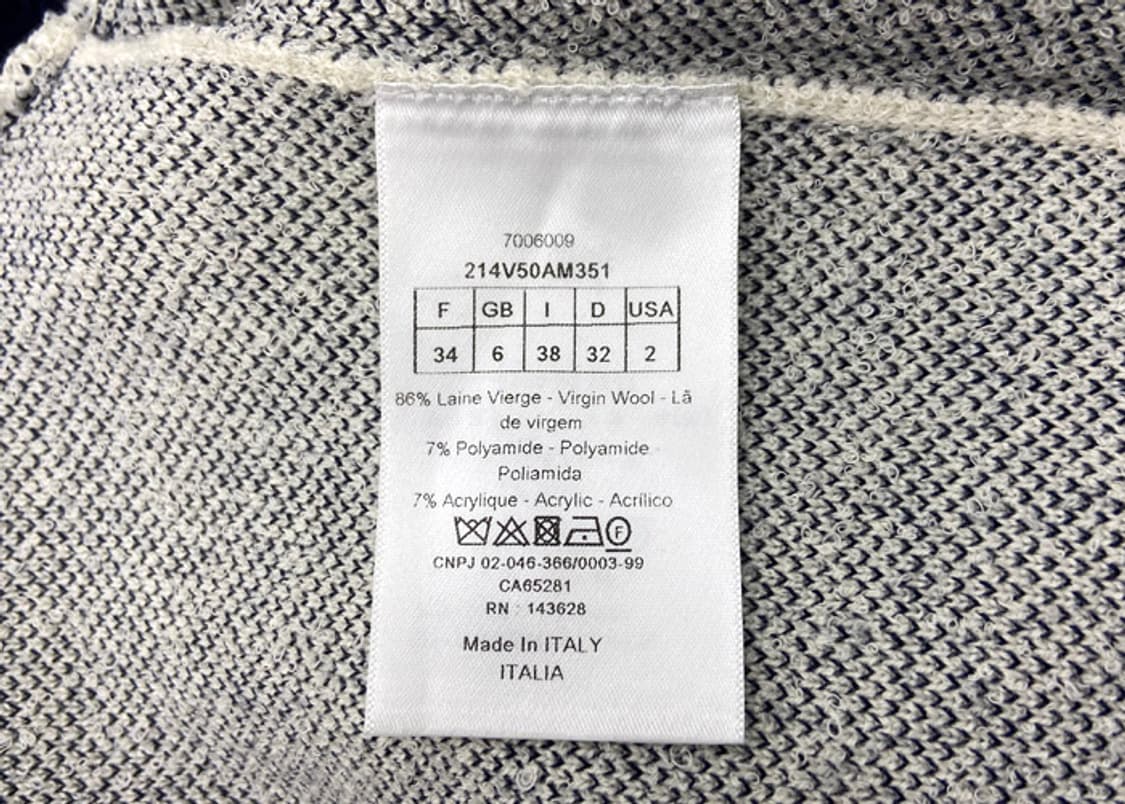 7006009
214V50AM351
F GB I D USA
34 6 38 32 2
86% Laine Vierge - Virgin Wool - Lã
de virgem
7% Polyamide - Polyamide
Poliamida
7% Acrylique - Acrylic - Acrílico
F
CNPJ 02-046-366/0003-99
CA65281
RN : 143628
Made In ITALY
ITALIA